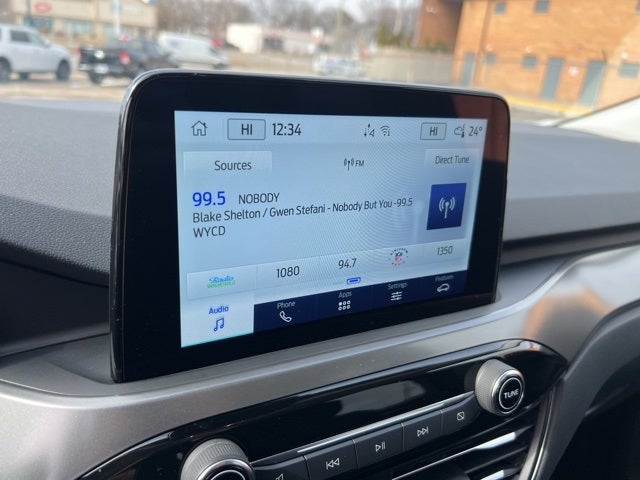 HI 12:34 HI 24°
Sources FM Direct Tune
99.5 NOBODY
Blake Shelton / Gwen Stefani - Nobody But You -99.5
WYCD
Radio 1080 94.7 1350
Audio Phone Apps Settings Features
TUNE